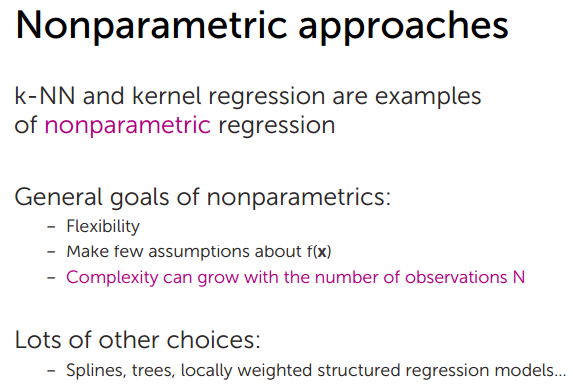 Nonparametric approaches
k-NN and kernel regression are examples
of nonparametric regression
General goals of nonparametrics:
– Flexibility
– Make few assumptions about f(x)
– Complexity can grow with the number of observations N
Lots of other choices:
– Splines, trees, locally weighted structured regression models...